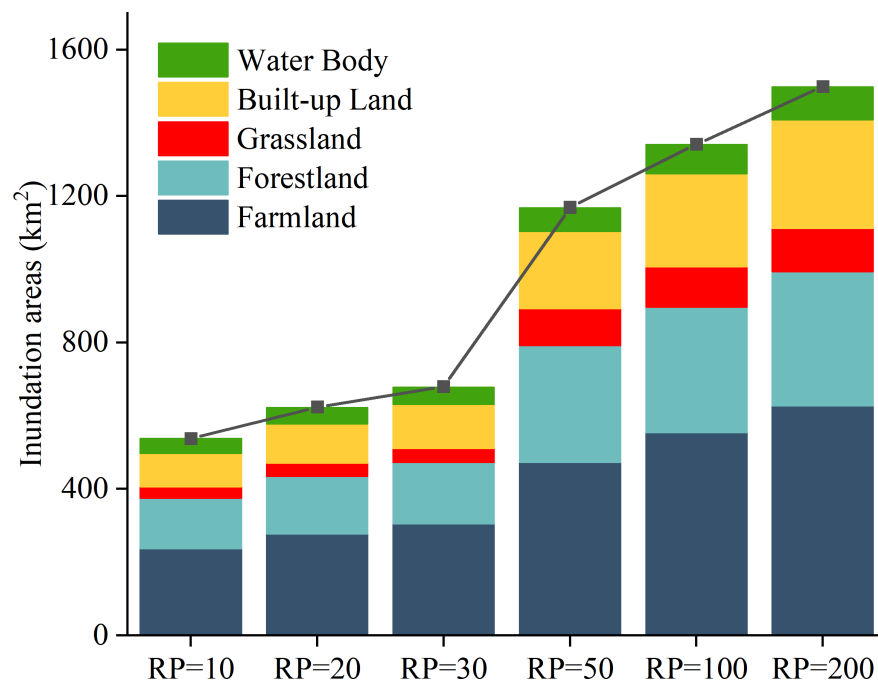 1600
1200
800
400
0
Inundation areas (km²)
Water Body
Built-up Land
Grassland
Forestland
Farmland
RP=10 RP=20 RP=30 RP=50 RP=100 RP=200